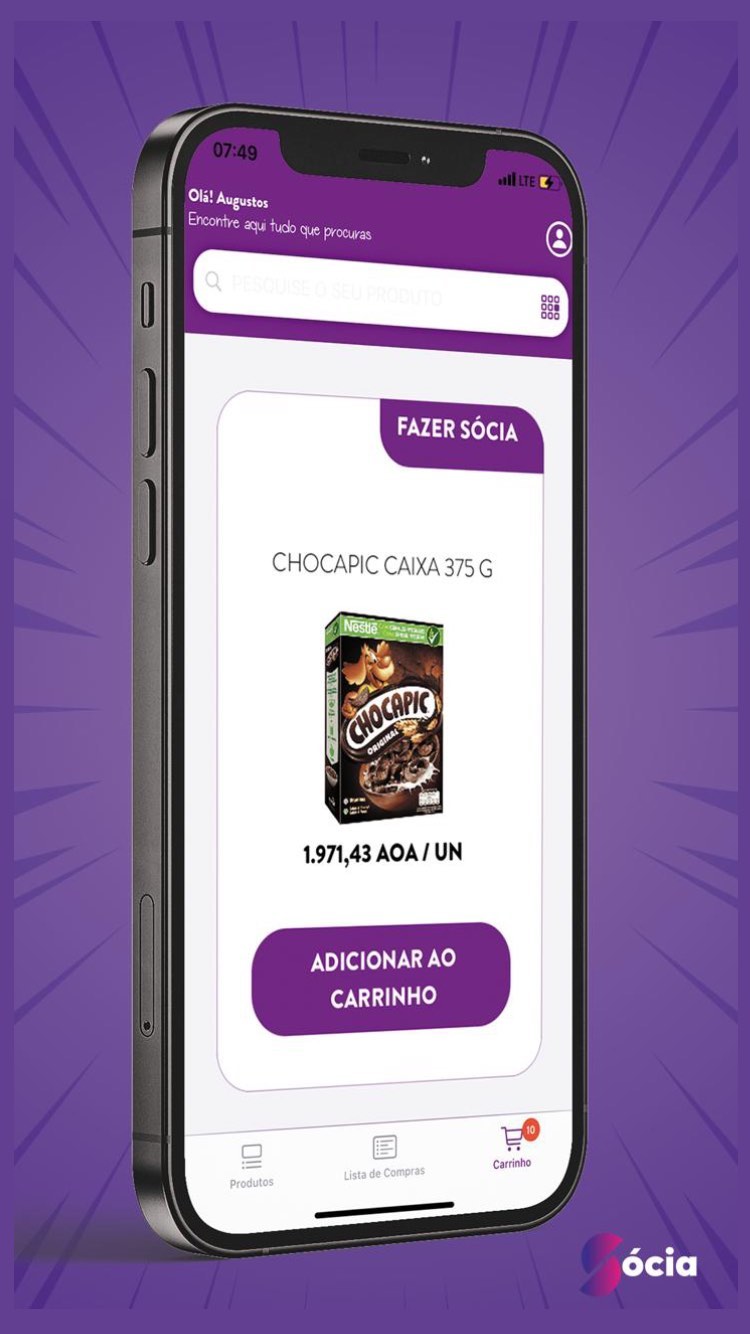 07:49
LTE
Olá! Augustos
Encontre aqui tudo que procuras
PESQUISE O SEU PRODUTO
FAZER SÓCIA
CHOCAPIC CAIXA 375 G
Nestlé
CHOCAPIC
ORIGINAL
1.971,43 AOA / UN
ADICIONAR AO
CARRINHO
10
Produtos
Lista de Compras
Carrinho
Sócia